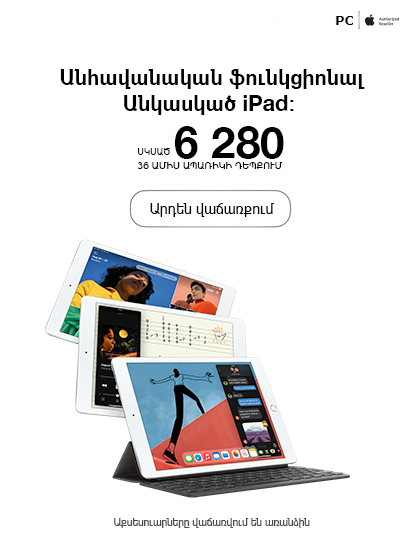 PC | Authorized
Reseller
Անհավանական ֆունկցիոնալ
Անկասկած iPad:
ՍԿՍԱԾ 6 280
36 ԱՄԻՍ ԱՊԱՌԻԿԻ ԴԵՊՔՈՒՄ
Արդեն վաճառքում
Աքսեսուարները վաճառվում են առանձին